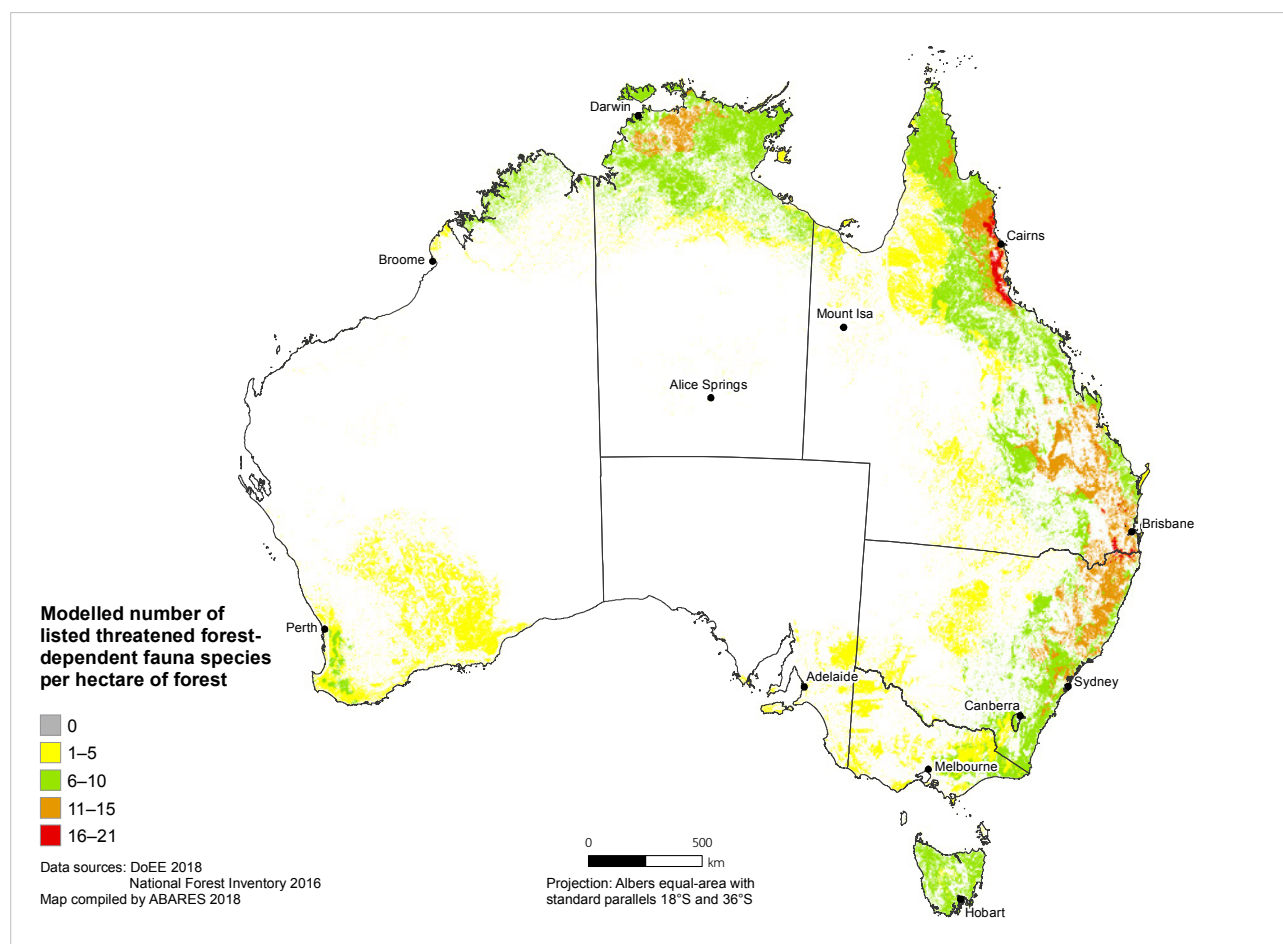 Darwin
Cairns
Broome
Mount Isa
Alice Springs
Brisbane
Perth
Adelaide
Sydney
Canberra
Melbourne
Hobart
Modelled number of
listed threatened forest-
dependent fauna species
per hectare of forest
0
1–5
6–10
11–15
16–21
Data sources: DoEE 2018
National Forest Inventory 2016
Map compiled by ABARES 2018
0 500
km
Projection: Albers equal-area with
standard parallels 18°S and 36°S